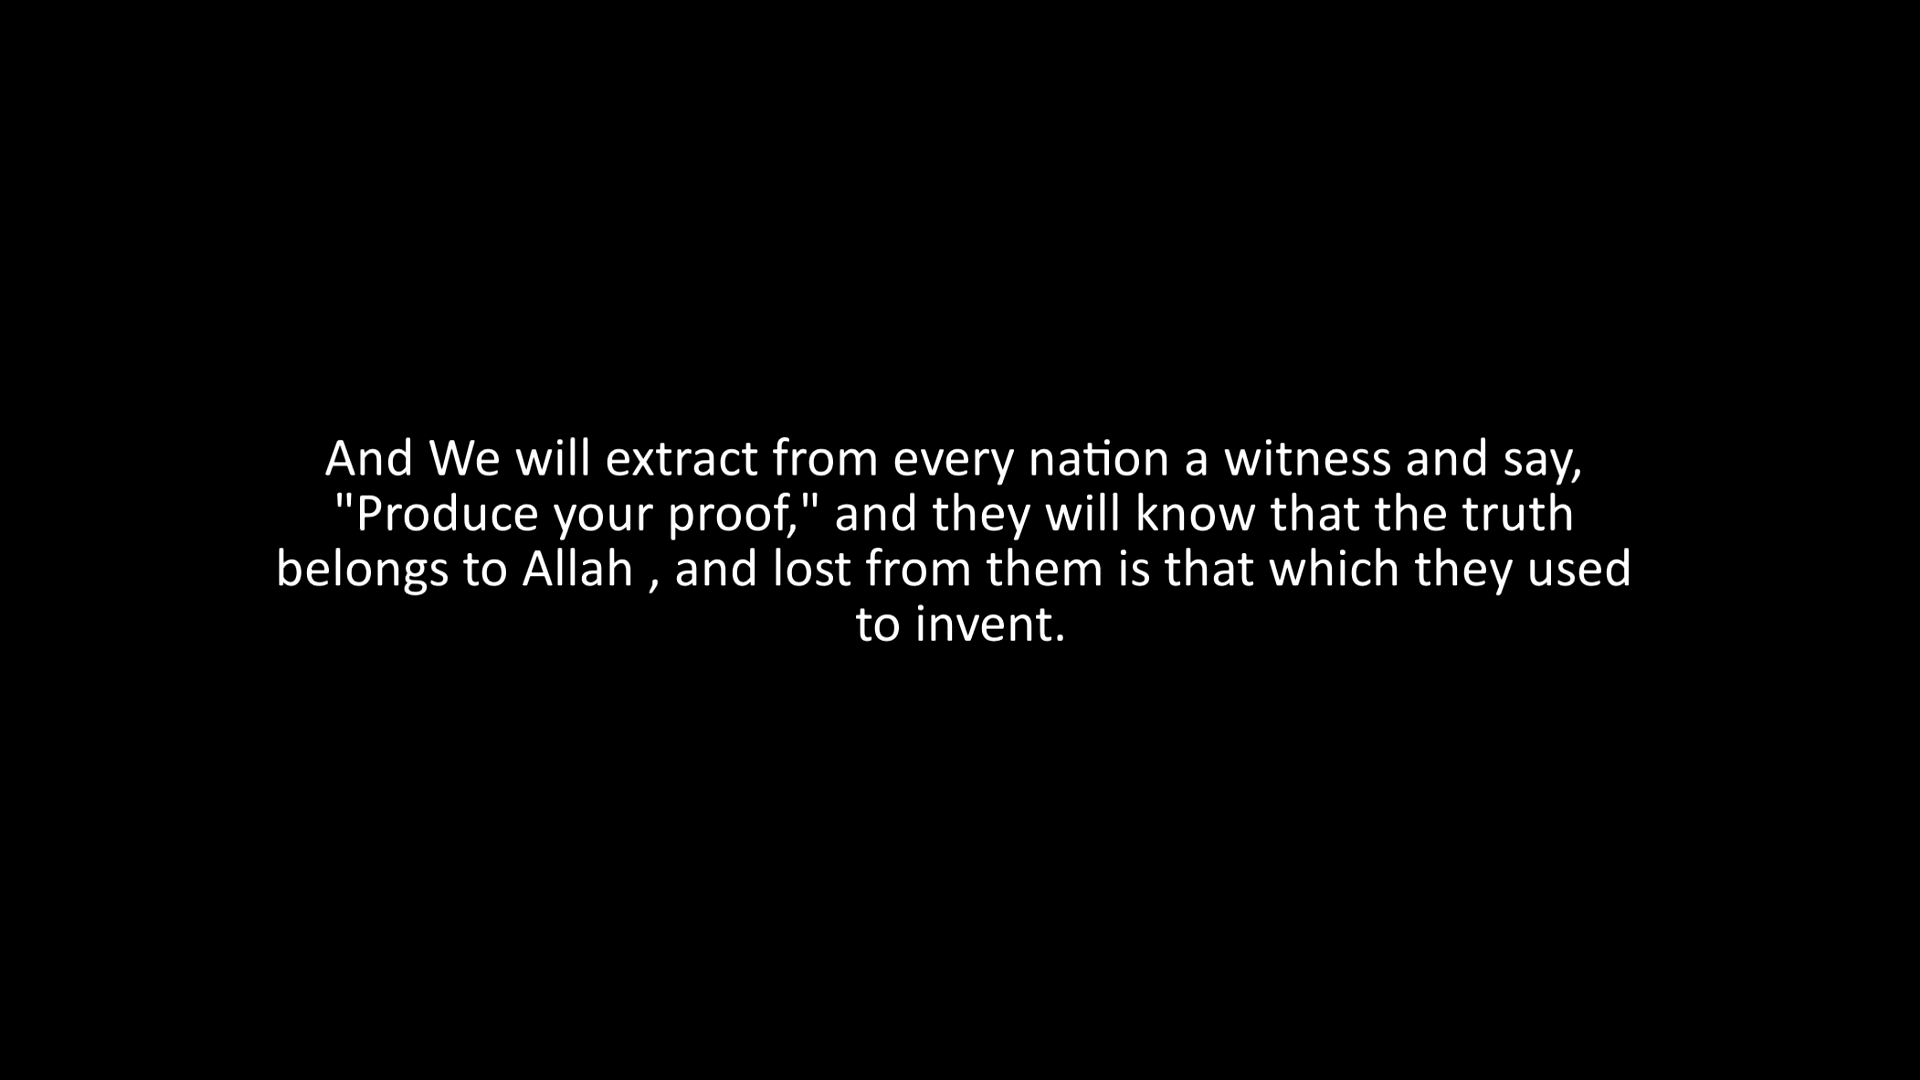 And We will extract from every nation a witness and say,
"Produce your proof," and they will know that the truth
belongs to Allah , and lost from them is that which they used
to invent.